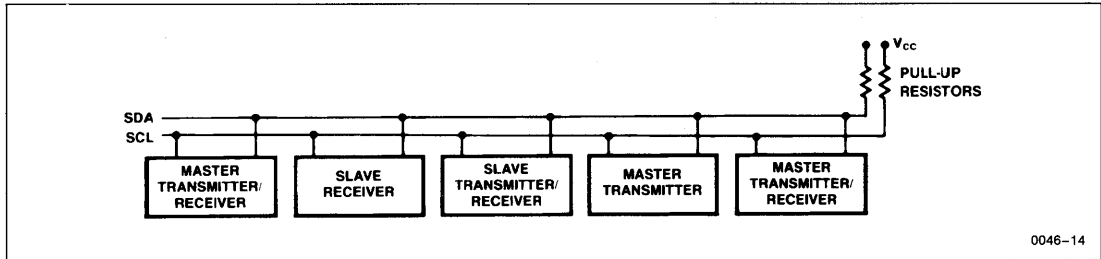 VCC
PULL-UP
RESISTORS
SDA
SCL
MASTER
TRANSMITTER/
RECEIVER
SLAVE
RECEIVER
SLAVE
TRANSMITTER/
RECEIVER
MASTER
TRANSMITTER
MASTER
TRANSMITTER/
RECEIVER
0046-14